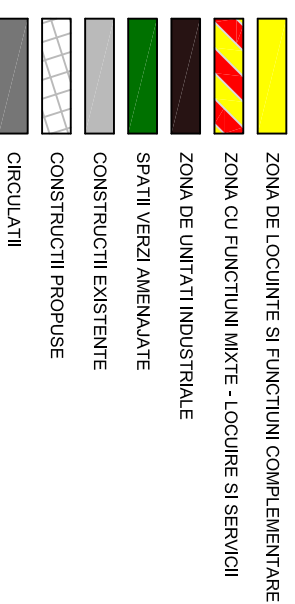 ZONA DE LOCUINTE SI FUNCTIUNI COMPLEMENTARE
ZONA CU FUNCTIUNI MIXTE - LOCUIRE SI SERVICII
ZONA DE UNITATI INDUSTRIALE
SPATII VERZI AMENAJATE
CONSTRUCTII EXISTENTE
CONSTRUCTII PROPUSE
CIRCULATII